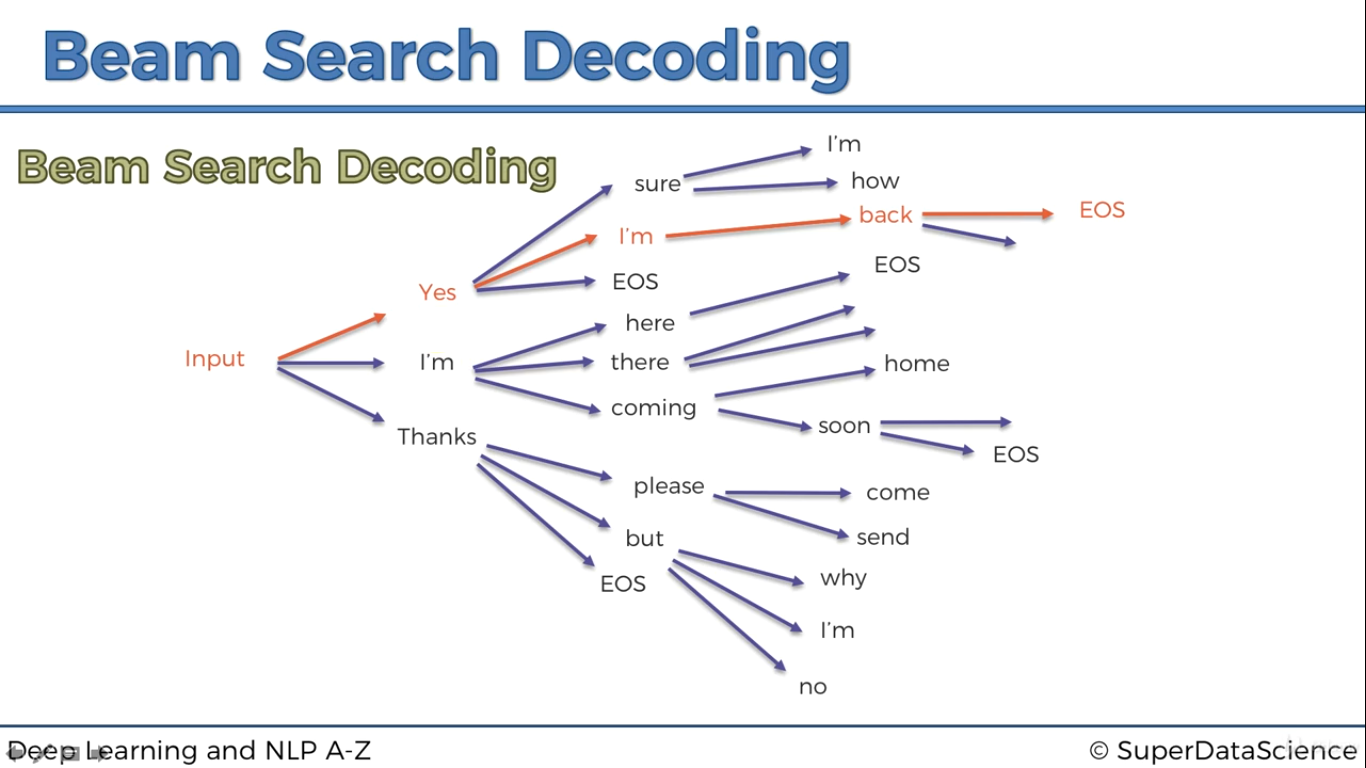 Beam Search Decoding
Beam Search Decoding
I'm
sure
how
I'm
back
EOS
EOS
EOS
Yes
here
Input
I'm
there
home
coming
soon
Thanks
EOS
please
come
but
send
EOS
why
I'm
no
Deep Learning and NLP A-Z
© SuperDataScience